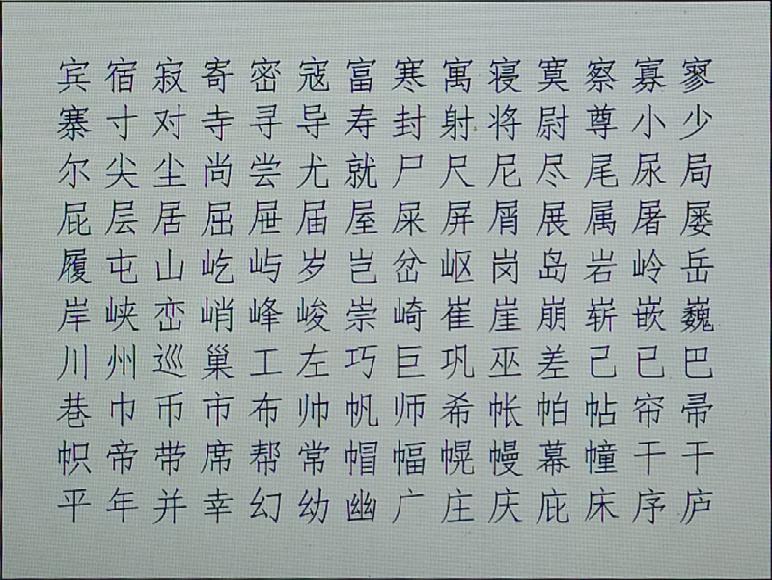 宾宿寂寄密寇富寒寓寝寞察寡寥
寨寸对寺寻导寿封射将尉尊小少
尔尖尘尚尝尤就尸尺尼尽尾尿局
屁层居屈屉届屋屎屏屑展属屠屡
履屯山屹屿岁岂岔岖岗岛岩岭岳
岸峡峦峭峰峻崇崎崔崖崩崭嵌巍
川州巡巢工左巧巨巩巫差己已巴
巷巾币市布帅帆师希帐帕帖帘帚
帜帝带席帮常帽幅幌幔幕幢干干
平年并幸幻幼幽广庄庆庇床序庐